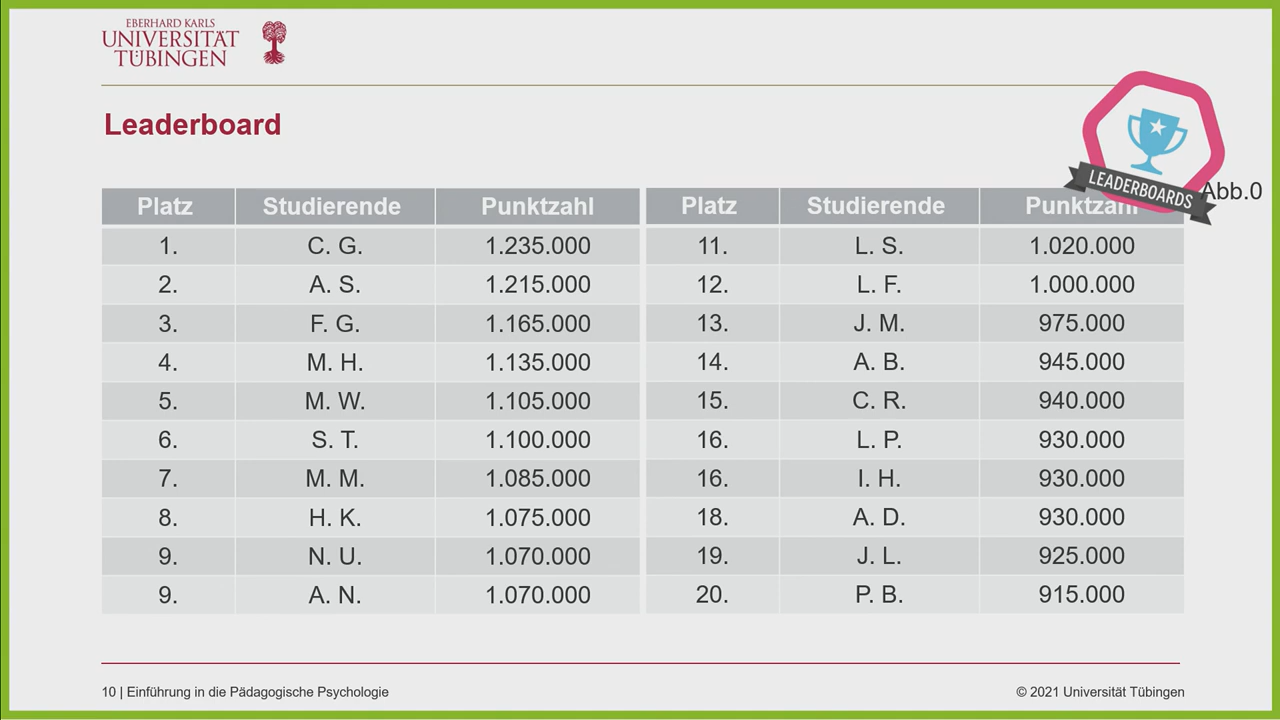 EBERHARD KARLS
UNIVERSITÄT
TÜBINGEN
Leaderboard
LEADERBOARDS
Abb.0
Platz Studierende Punktzahl Platz Studierende Punktzahl
1. C. G. 1.235.000 11. L. S. 1.020.000
2. A. S. 1.215.000 12. L. F. 1.000.000
3. F. G. 1.165.000 13. J. M. 975.000
4. M. H. 1.135.000 14. A. B. 945.000
5. M. W. 1.105.000 15. C. R. 940.000
6. S. T. 1.100.000 16. L. P. 930.000
7. M. M. 1.085.000 16. I. H. 930.000
8. H. K. 1.075.000 18. A. D. 930.000
9. N. U. 1.070.000 19. J. L. 925.000
9. A. N. 1.070.000 20. P. B. 915.000
10 | Einführung in die Pädagogische Psychologie © 2021 Universität Tübingen